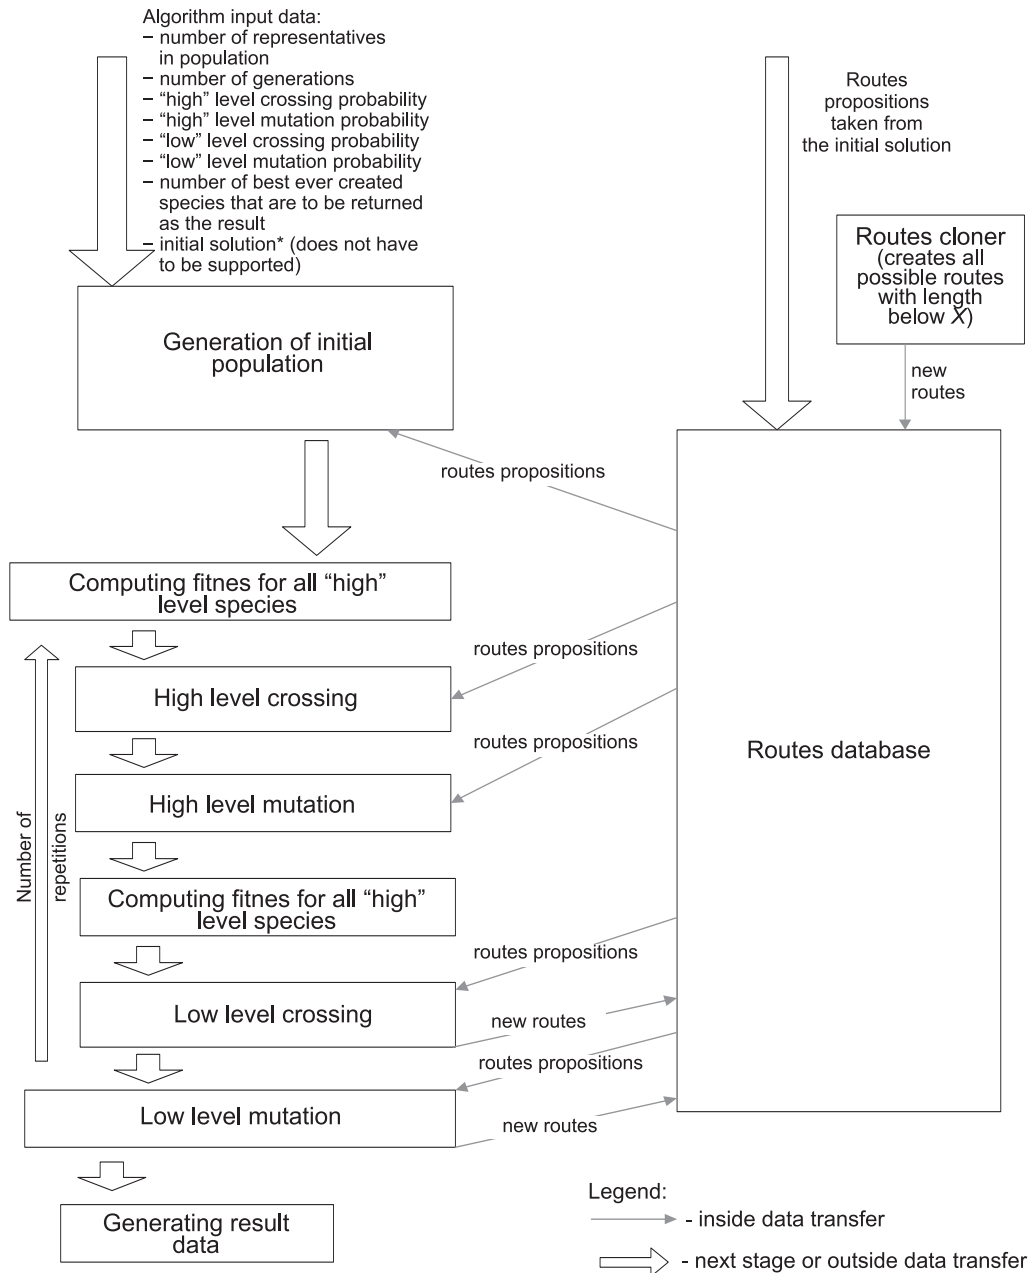 Algorithm input data:
– number of representatives
in population
– number of generations
– “high” level crossing probability
– “high” level mutation probability
– “low” level crossing probability
– “low” level mutation probability
– number of best ever created
species that are to be returned
as the result
– initial solution* (does not have
to be supported)
Routes
propositions
taken from
the initial solution
Routes cloner
(creates all
possible routes
with length
below X)
new
routes
Generation of initial
population
routes propositions
Computing fitnes for all “high”
level species
routes propositions
High level crossing
routes propositions
Routes database
High level mutation
Number of
repetitions
Computing fitnes for all “high”
level species
routes propositions
Low level crossing
new routes
routes propositions
Low level mutation
new routes
Generating result
data
Legend:
- inside data transfer
- next stage or outside data transfer